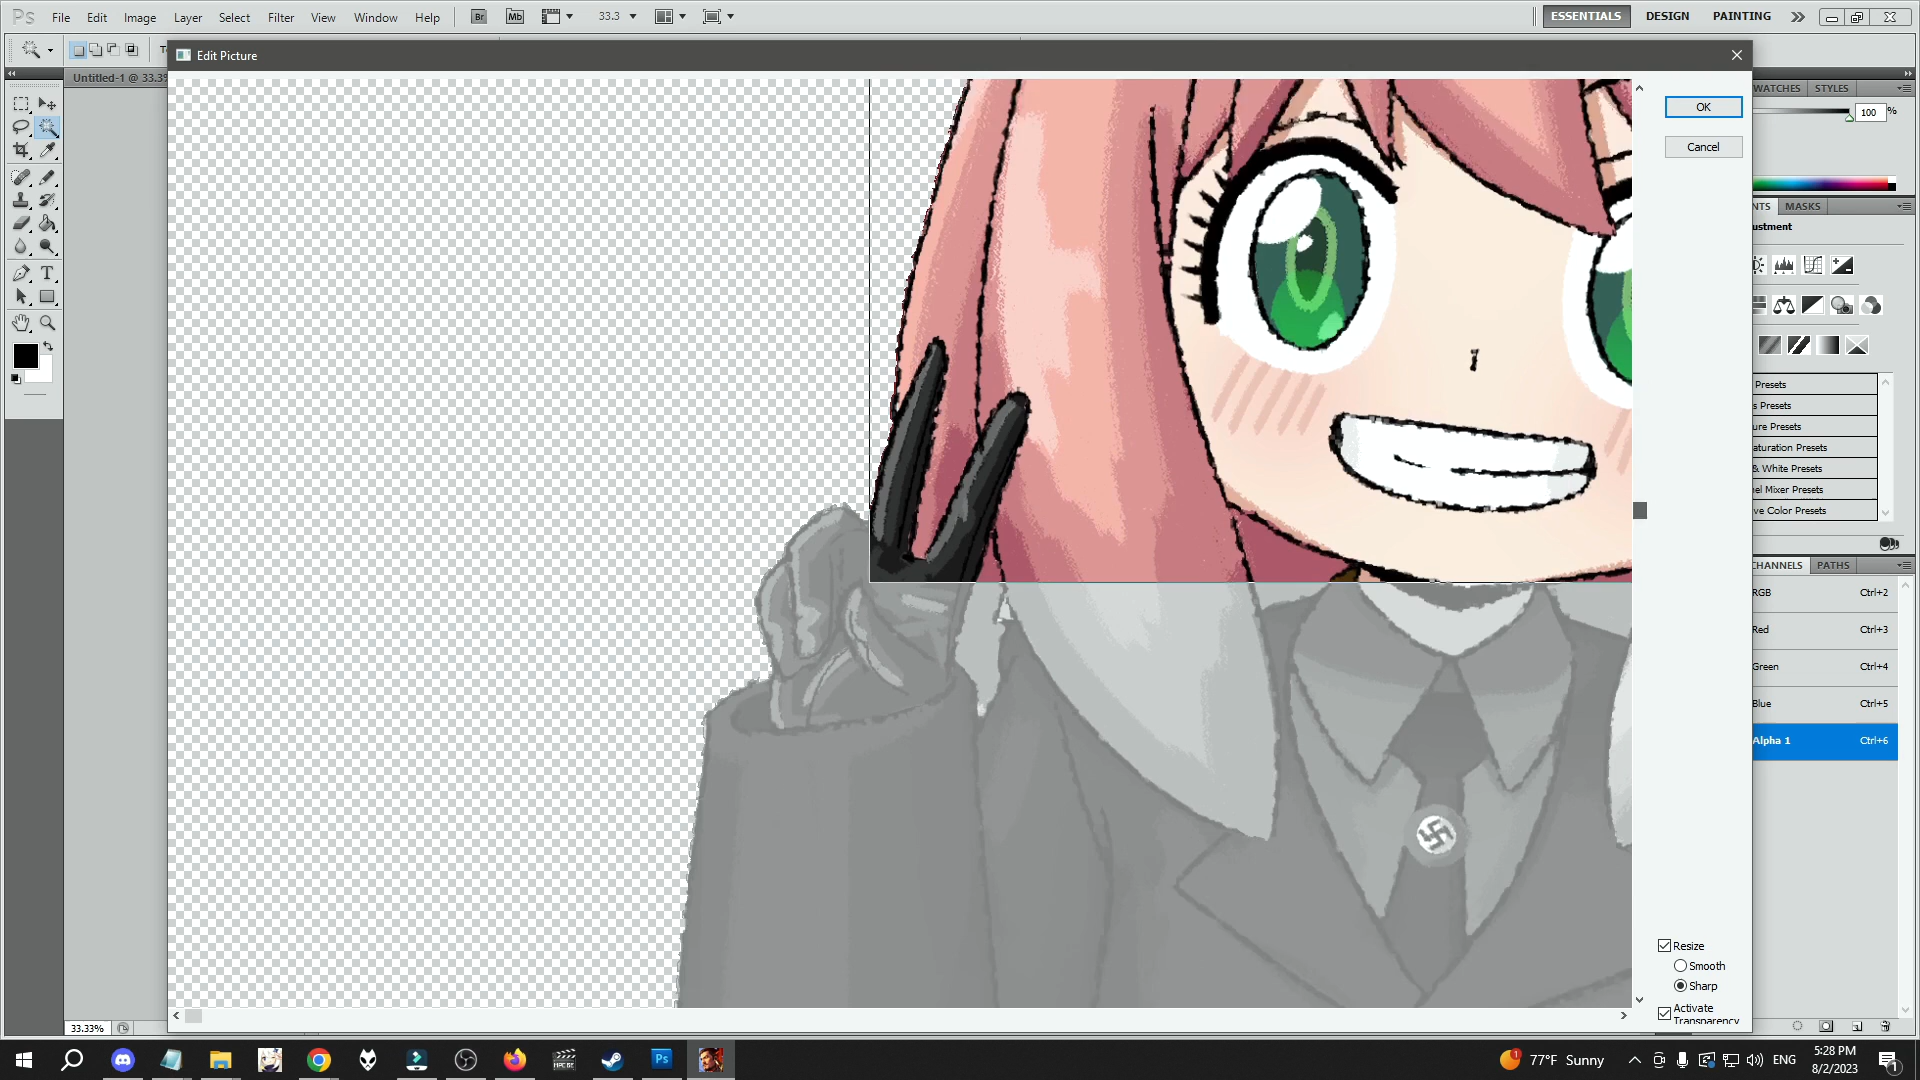 Ps File Edit Image Layer Select Filter View Window Help Br Mb 33.3 ESSENTIALS DESIGN PAINTING
Edit Picture
Untitled-1 @ 33.3%
OK
Cancel
WATCHES STYLES
100 %
NTS MASKS
ustment
Presets
s Presets
ure Presets
aturation Presets
& White Presets
nel Mixer Presets
ve Color Presets
CHANNELS PATHS
RGB Ctrl+2
Red Ctrl+3
Green Ctrl+4
Blue Ctrl+5
Alpha 1 Ctrl+6
Resize
Smooth
Sharp
Activate
Transparency
33.33%
77°F Sunny
ENG
5:28 PM
8/2/2023